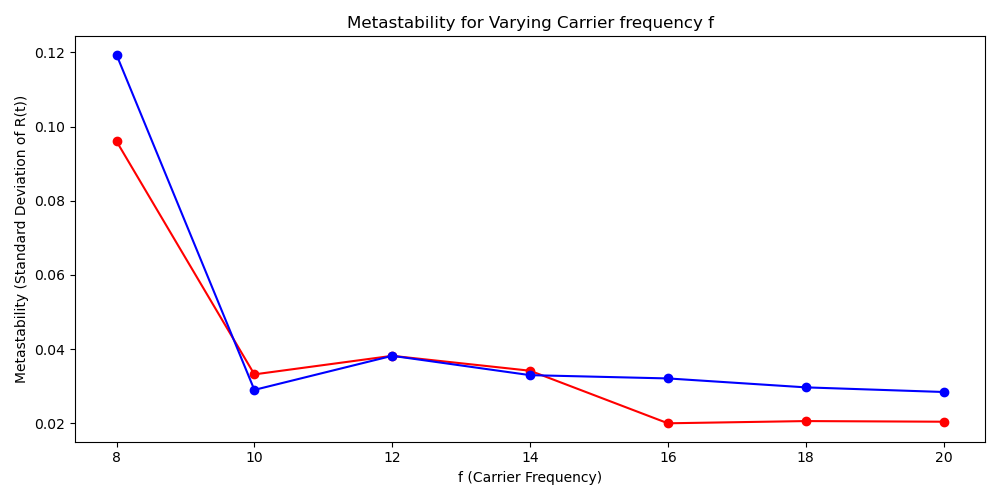 Metastability for Varying Carrier frequency f
Metastability (Standard Deviation of R(t))
0.12
0.10
0.08
0.06
0.04
0.02
8 10 12 14 16 18 20
f (Carrier Frequency)